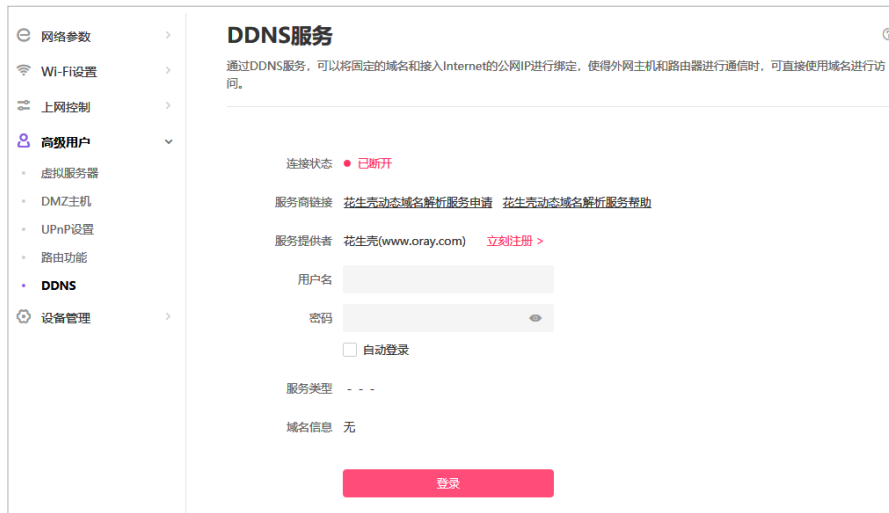 网络参数
Wi-Fi设置
上网控制
高级用户
虚拟服务器
DMZ主机
UPnP设置
路由功能
DDNS
设备管理
DDNS服务
通过DDNS服务，可以将固定的域名和接入Internet的公网IP进行绑定，使得外网主机和路由器进行通信时，可直接使用域名进行访
问。
连接状态 已断开
服务商链接 花生壳动态域名解析服务申请 花生壳动态域名解析服务帮助
服务提供者 花生壳(www.oray.com) 立刻注册 >
用户名
密码
自动登录
服务类型 - - -
域名信息 无
登录